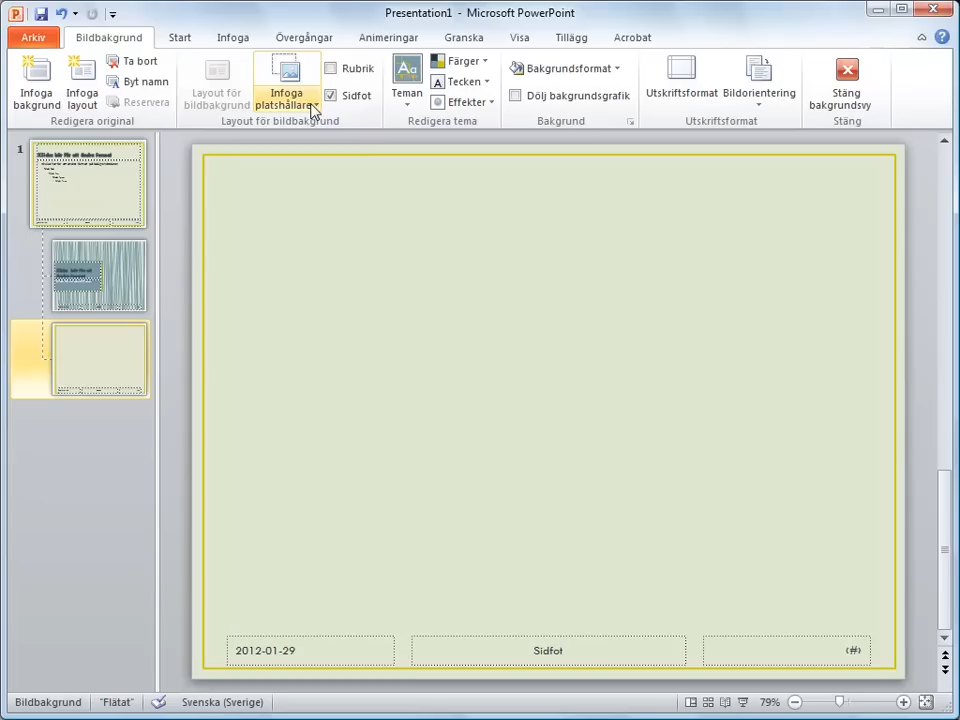 Presentation1 - Microsoft PowerPoint
Arkiv Bildbakgrund Start Infoga Övergångar Animeringar Granska Visa Tillägg Acrobat
Infoga bakgrund
Infoga layout
Ta bort
Byt namn
Reservera
Redigera original
Layout för bildbakgrund
Infoga platshållare
Rubrik
Sidfot
Layout för bildbakgrund
Teman
Färger
Tecken
Effekter
Redigera tema
Bakgrundsformat
Dölj bakgrundsgrafik
Bakgrund
Utskriftsformat
Bildorientering
Utskriftsformat
Stäng bakgrundsvy
Stäng
1
2012-01-29 Sidfot (#)
Bildbakgrund "Flätat" Svenska (Sverige) 79%